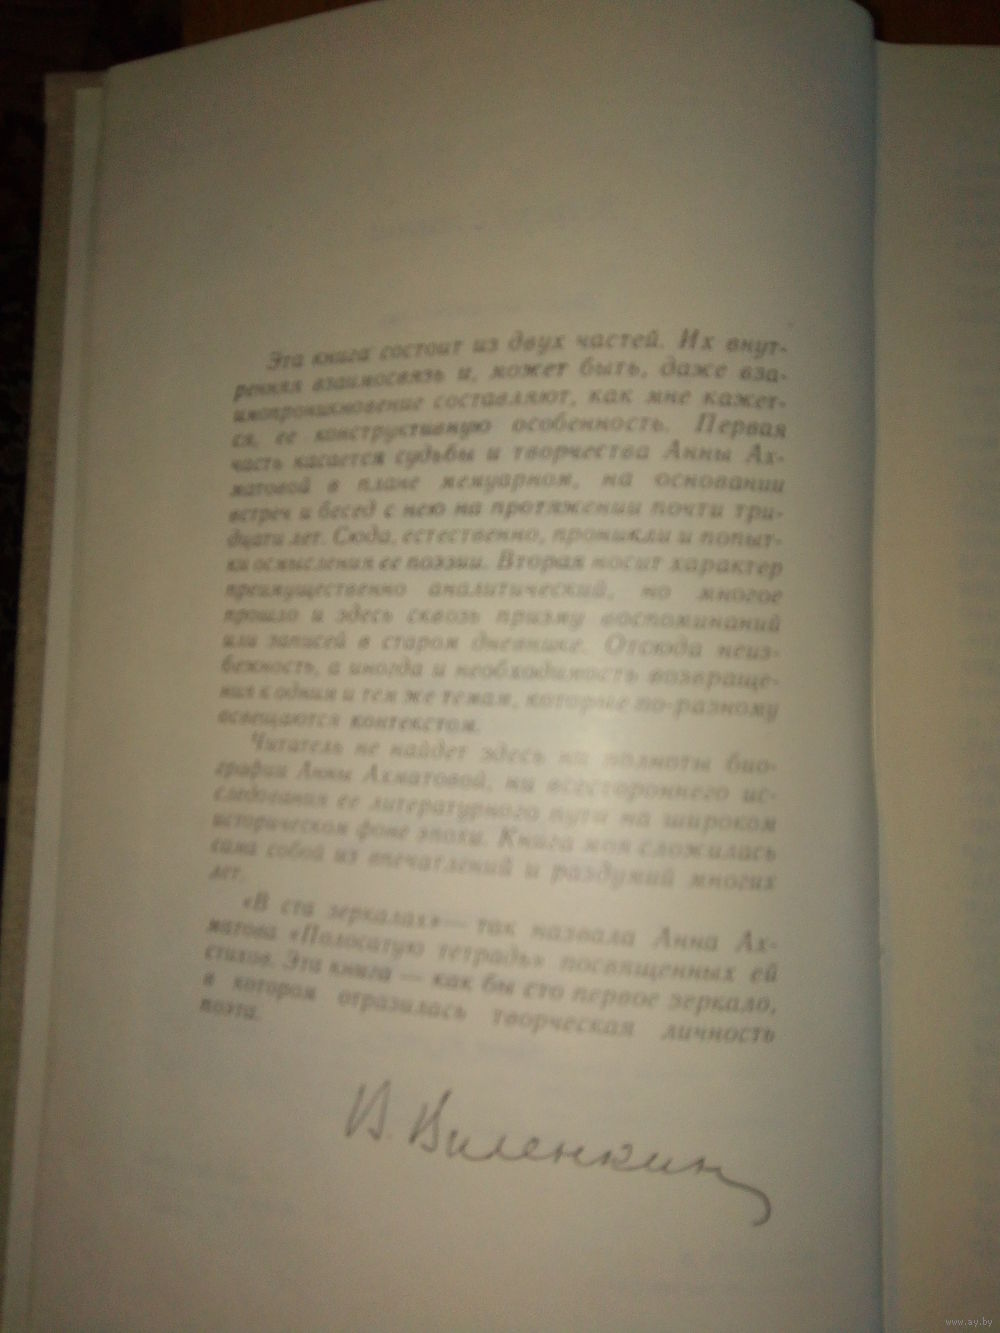 Эта книга состоит из двух частей. Их внут-
ренняя взаимосвязь и, может быть, даже вза-
имопроникновение составляют, как мне кажет-
ся, ее конструктивную особенность. Первая
часть касается судьбы и творчества Анны Ах-
матовой в плане мемуарном, на основании
встреч и бесед с нею на протяжении почти три-
дцати лет. Сюда, естественно, проникли и попыт-
ки осмысления ее поэзии. Вторая носит характер
преимущественно аналитический, но многое
прошло и здесь сквозь призму воспоминаний
или записей в старом дневнике. Отсюда неиз-
бежность, а иногда и необходимость возвраще-
ния к одним и тем же темам, которые по-разному
освещаются контекстом.
Читатель не найдет здесь ни полноты био-
графии Анны Ахматовой, ни всестороннего ис-
следования ее литературного пути на широком
историческом фоне эпохи. Книга моя сложилась
сама собой из впечатлений и раздумий многих
лет.
«В ста зеркалах» — так назвала Анна Ах-
матова «Полосатую тетрадь» посвященных ей
стихов. Эта книга — как бы сто первое зеркало,
в котором отразилась творческая личность
поэта.
В. Виленкин
www.ay.by